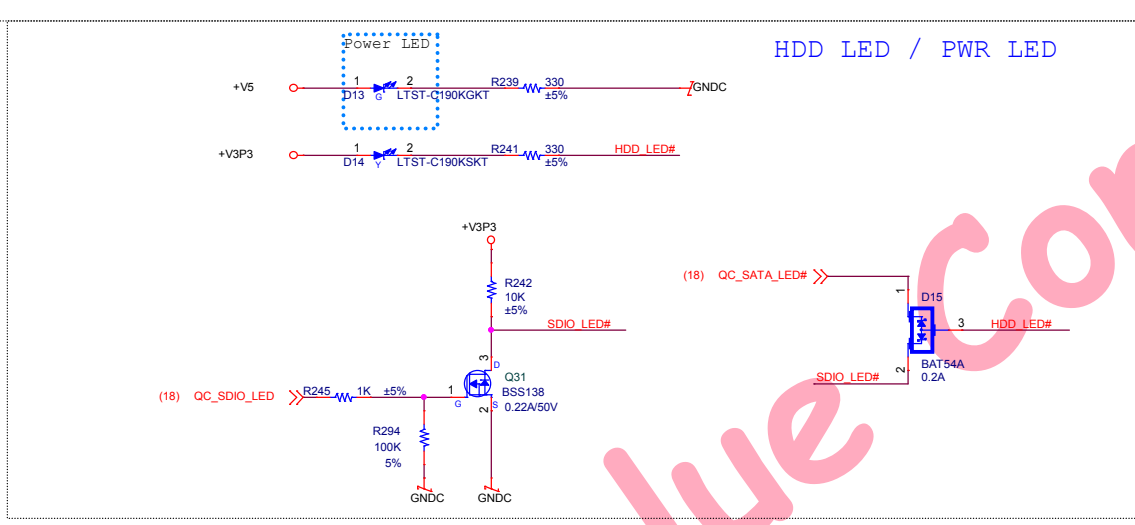 Power LED
HDD LED / PWR LED
+V5
1
2
D13
G
LTST-C190KGKT
R239
330
±5%
GNDC
+V3P3
1
2
D14
Y
LTST-C190KSKT
R241
330
±5%
HDD_LED#
+V3P3
R242
10K
±5%
SDIO_LED#
(18) QC_SATA_LED#
1
D15
3
HDD_LED#
BAT54A
0.2A
2
SDIO_LED#
3
D
Q31
BSS138
0.22A/50V
(18) QC_SDIO_LED
R245
1K ±5%
1
G
S
2
R294
100K
5%
GNDC
GNDC
lue Co